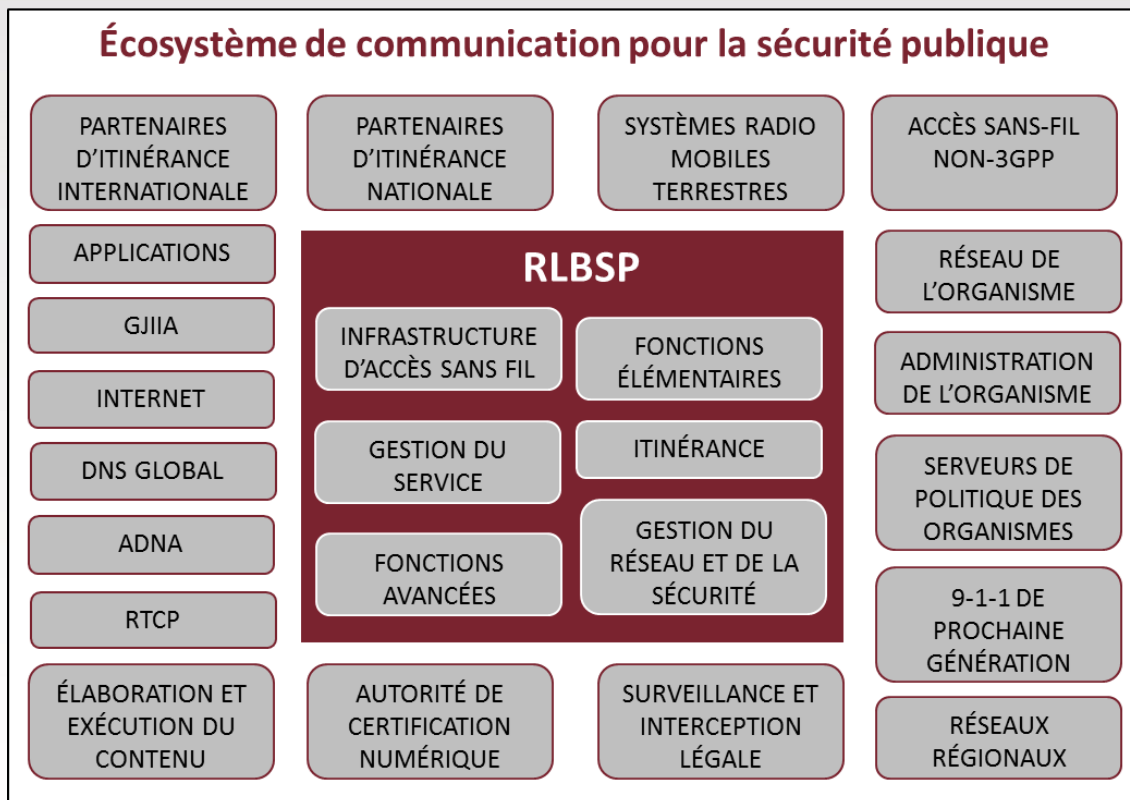 Écosystème de communication pour la sécurité publique
PARTENAIRES
D'ITINÉRANCE
INTERNATIONALE
PARTENAIRES
D'ITINÉRANCE
NATIONALE
SYSTÈMES RADIO
MOBILES
TERRESTRES
ACCÈS SANS-FIL
NON-3GPP
APPLICATIONS
GJIIA
INTERNET
DNS GLOBAL
ADNA
RTCP
RLBSP
INFRASTRUCTURE
D'ACCÈS SANS FIL
FONCTIONS
ÉLÉMENTAIRES
GESTION DU
SERVICE
ITINÉRANCE
FONCTIONS
AVANCÉES
GESTION DU
RÉSEAU ET DE LA
SÉCURITÉ
RÉSEAU DE
L'ORGANISME
ADMINISTRATION
DE L'ORGANISME
SERVEURS DE
POLITIQUE DES
ORGANISMES
9-1-1 DE
PROCHAINE
GÉNÉRATION
ÉLABORATION ET
EXÉCUTION DU
CONTENU
AUTORITÉ DE
CERTIFICATION
NUMÉRIQUE
SURVEILLANCE ET
INTERCEPTION
LÉGALE
RÉSEAUX
RÉGIONAUX